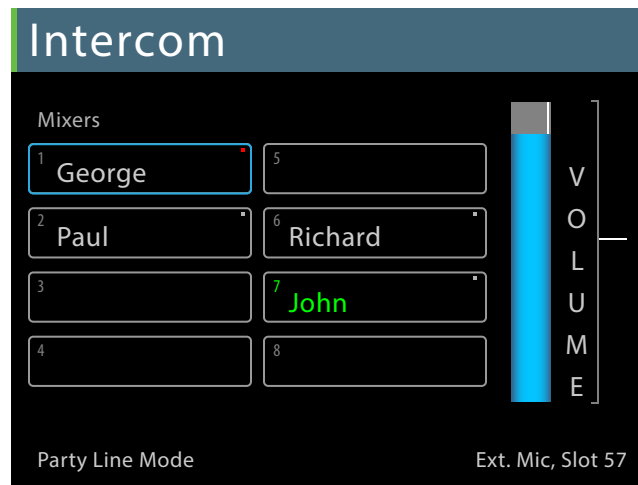 Intercom
Mixers
1 George
5
2 Paul
6 Richard
3
7 John
4
8
VOLUME
Party Line Mode
Ext. Mic, Slot 57